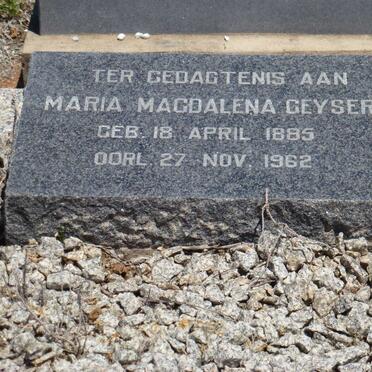 TER GEDAGTENIS AAN
MARIA MAGDALENA GEYSER
GEB. 18 APRIL 1885
OORL. 27 NOV. 1962